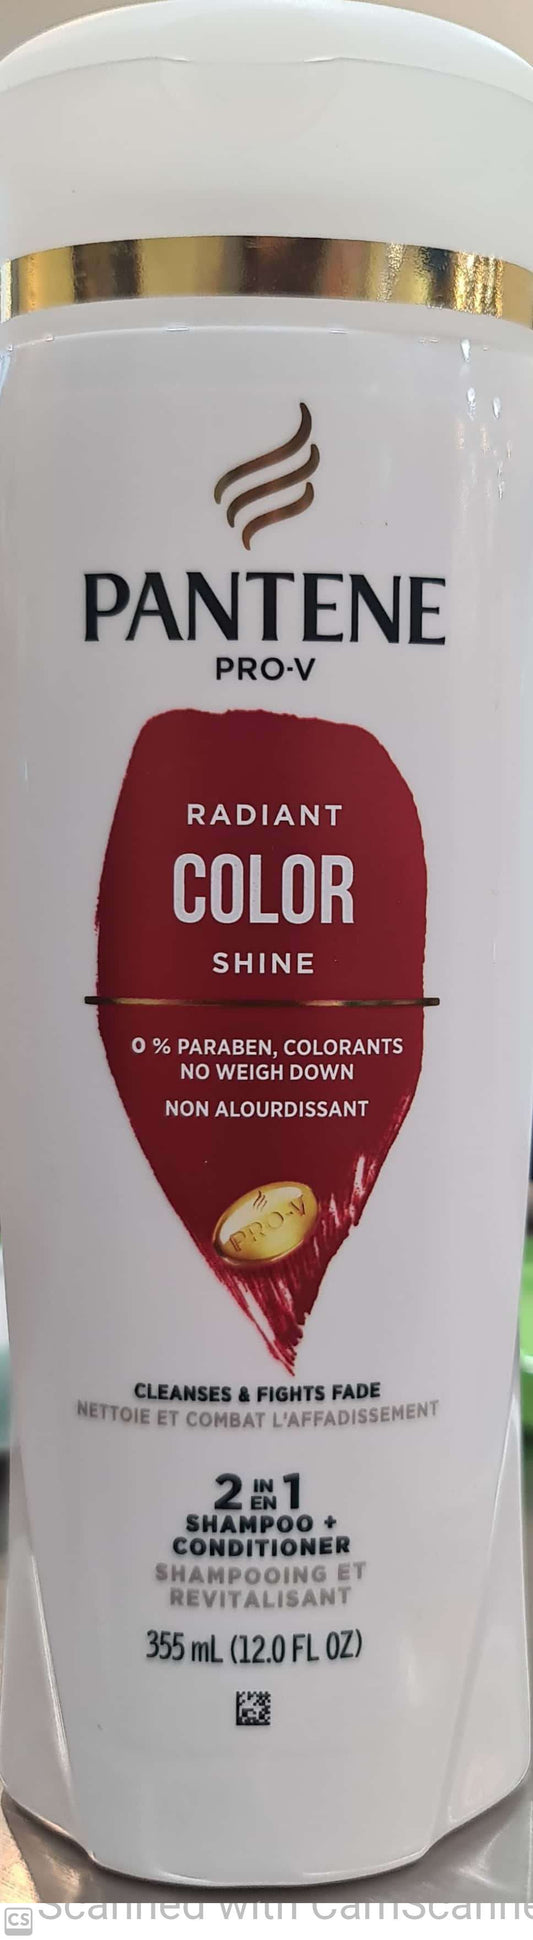 PANTENE
PRO-V
RADIANT
COLOR
SHINE
0 % PARABEN, COLORANTS
NO WEIGH DOWN
NON ALOURDISSANT
PRO-V
CLEANSES & FIGHTS FADE
NETTOIE ET COMBAT L'AFFADISSEMENT
2 IN EN 1
SHAMPOO +
CONDITIONER
SHAMPOOING ET
REVITALISANT
355 mL (12.0 FL OZ)
CS Scanned with CamScanne